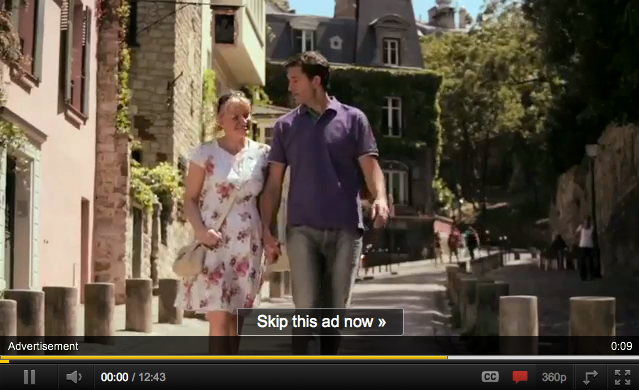 Skip this ad now »
Advertisement
0:09
00:00 / 12:43
CC
360p